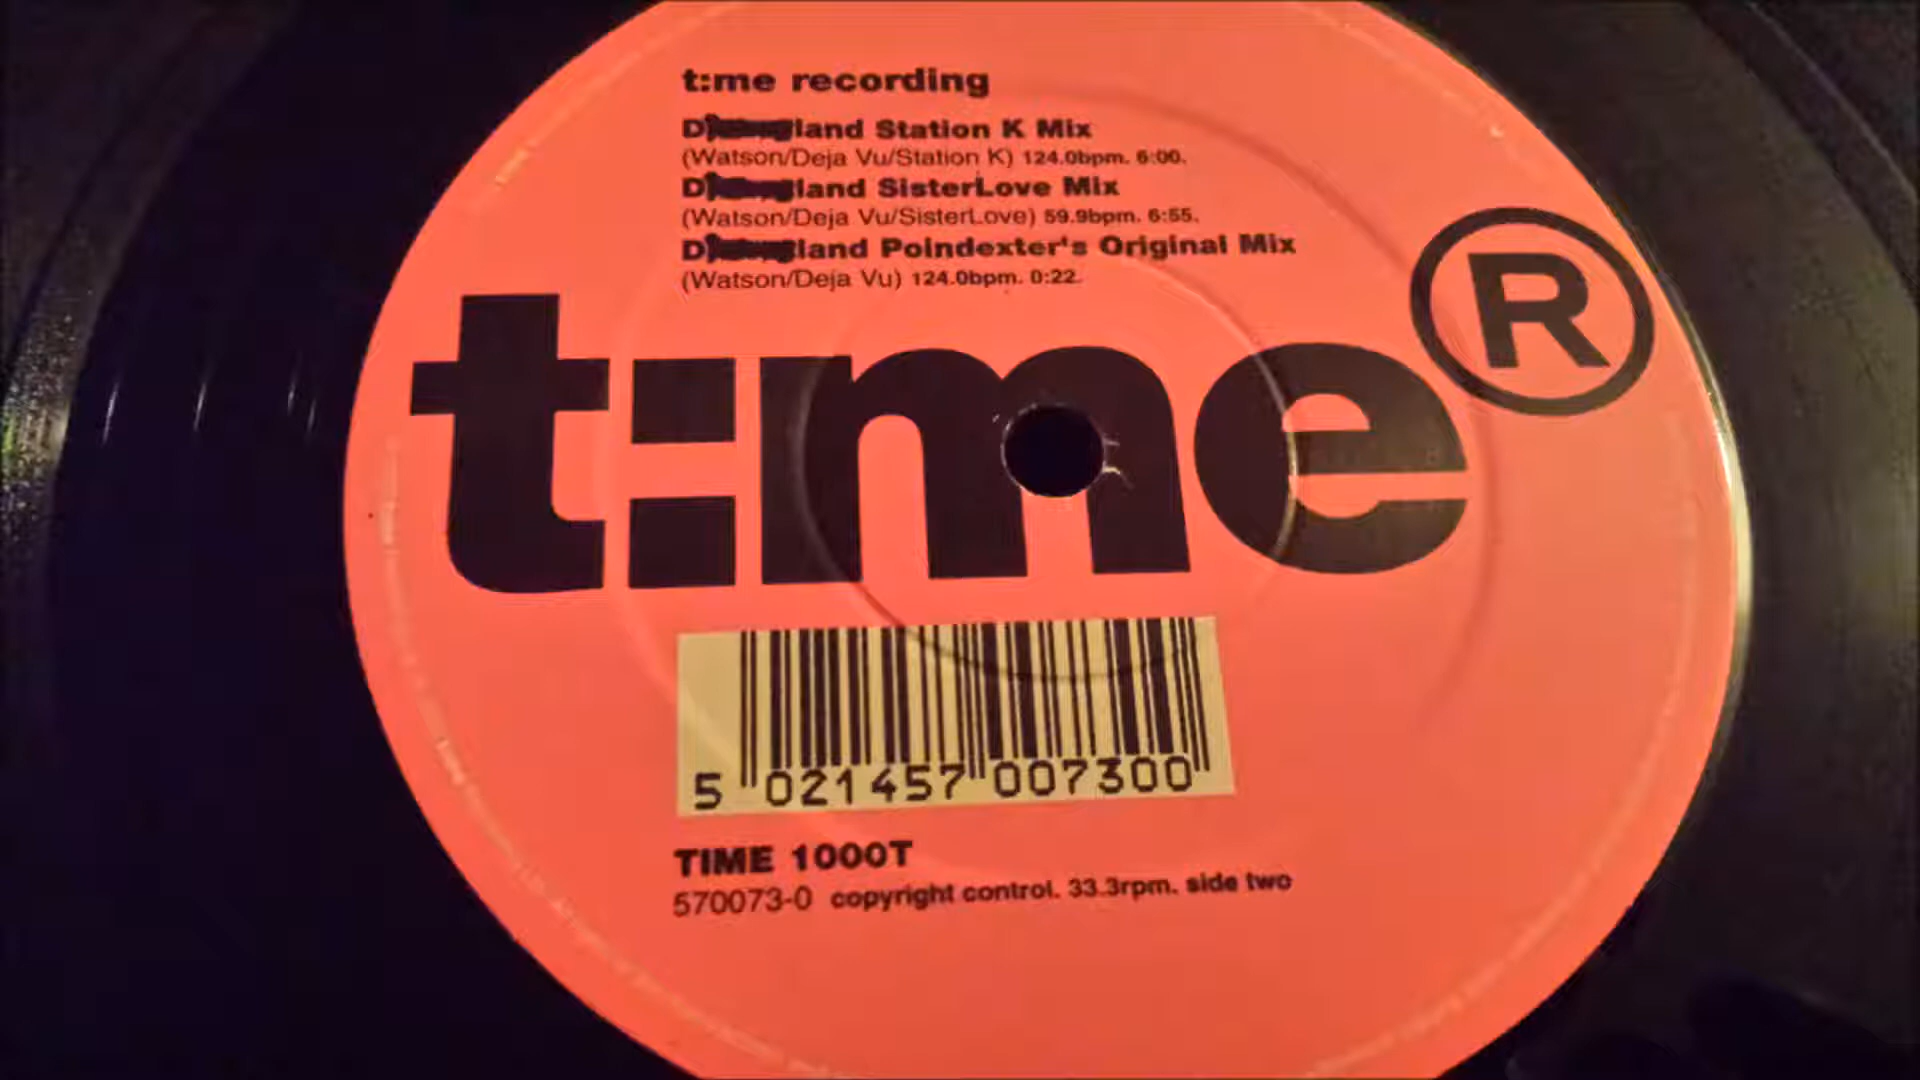 t:me recording
land Station K Mix
(Watson/Deja Vu/Station K) 124.0bpm. 6:00.
land SisterLove Mix
(Watson/Deja Vu/SisterLove) 59.9bpm. 6:55.
land Poindexter's Original Mix
(Watson/Deja Vu) 124.0bpm. 0:22.
t:me®
5 021457 007300
TIME 1000T
570073-0 copyright control. 33.3rpm. side two